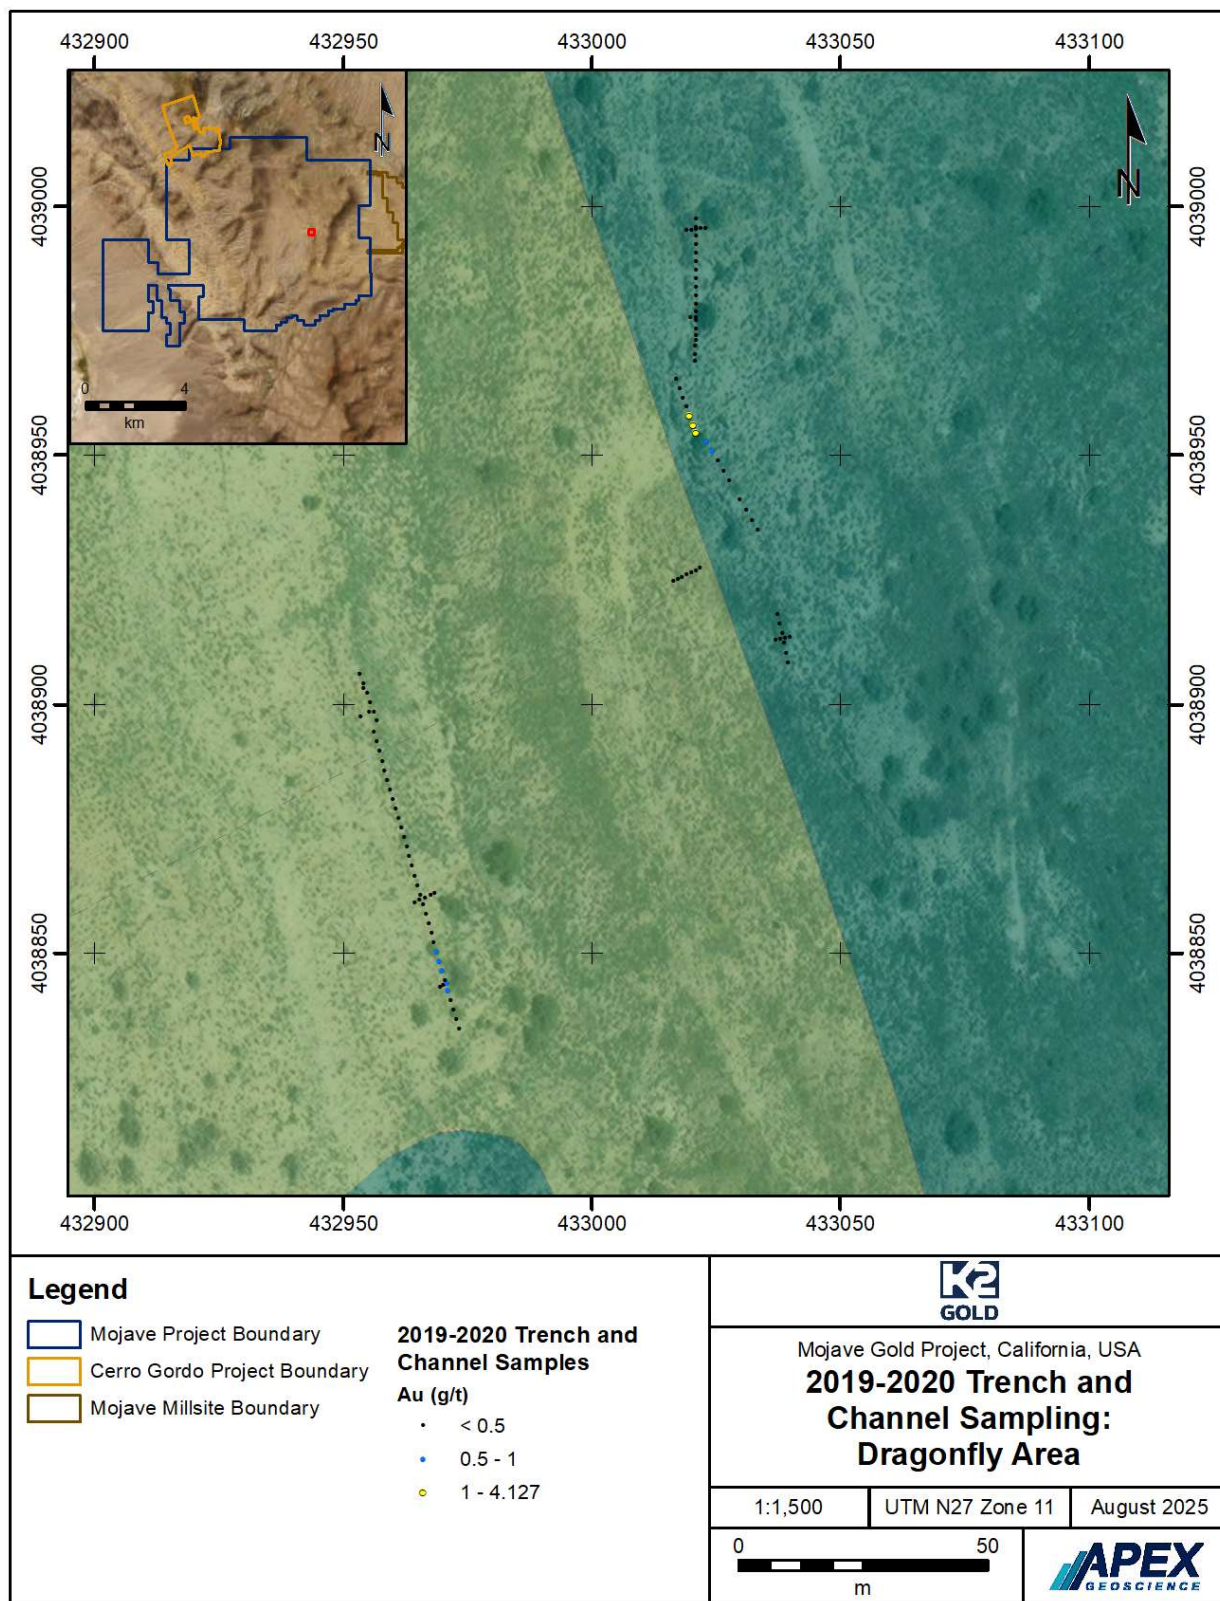 432900 432950 433000 433050 433100
N
N
0 4
km
4039000 4039000
4038950 4038950
4038900 4038900
4038850 4038850
432900 432950 433000 433050 433100
Legend
Mojave Project Boundary
Cerro Gordo Project Boundary
Mojave Millsite Boundary
2019-2020 Trench and
Channel Samples
Au (g/t)
< 0.5
0.5 - 1
1 - 4.127
K2
GOLD
Mojave Gold Project, California, USA
2019-2020 Trench and
Channel Sampling:
Dragonfly Area
1:1,500 UTM N27 Zone 11 August 2025
0 50
m
APEX
GEOSCIENCE